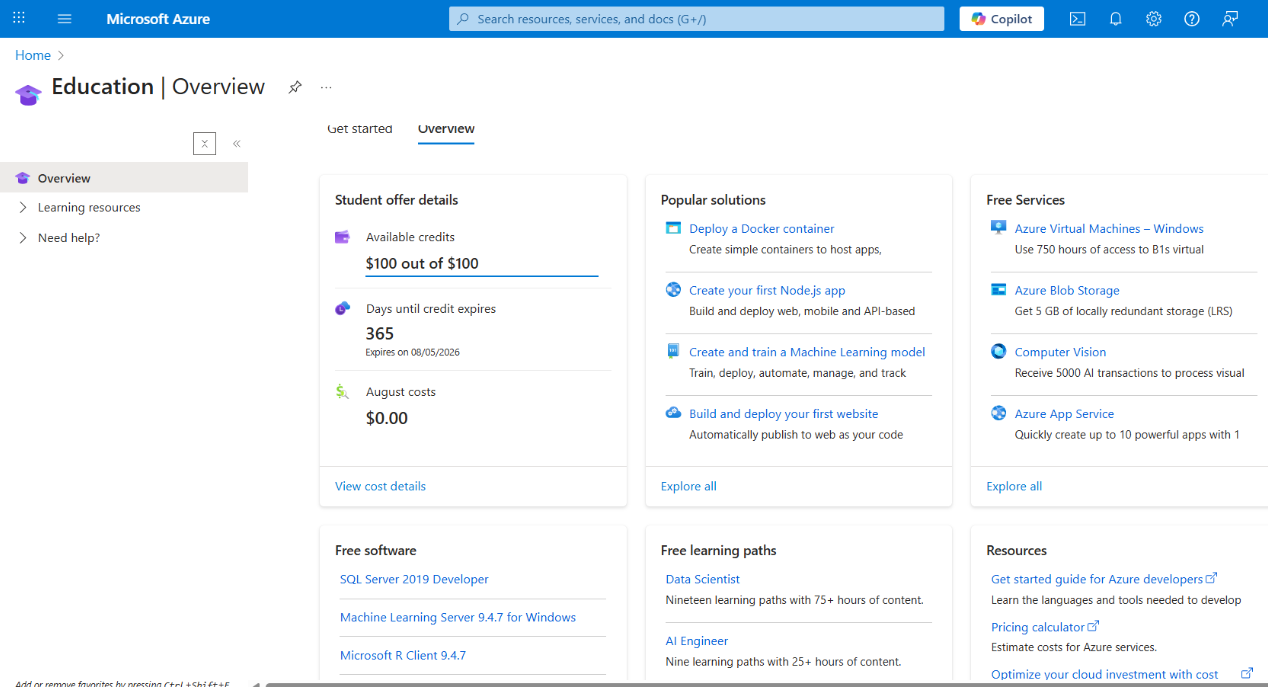 Microsoft Azure
Search resources, services, and docs (G+/)
Copilot
Home
Education | Overview
...
Get started
Overview
Overview
Learning resources
Need help?
Student offer details
Available credits
$100 out of $100
Days until credit expires
365
Expires on 08/05/2026
August costs
$0.00
View cost details
Popular solutions
Deploy a Docker container
Create simple containers to host apps,
Create your first Node.js app
Build and deploy web, mobile and API-based
Create and train a Machine Learning model
Train, deploy, automate, manage, and track
Build and deploy your first website
Automatically publish to web as your code
Explore all
Free Services
Azure Virtual Machines – Windows
Use 750 hours of access to B1s virtual
Azure Blob Storage
Get 5 GB of locally redundant storage (LRS)
Computer Vision
Receive 5000 AI transactions to process visual
Azure App Service
Quickly create up to 10 powerful apps with 1
Explore all
Free software
SQL Server 2019 Developer
Machine Learning Server 9.4.7 for Windows
Microsoft R Client 9.4.7
Free learning paths
Data Scientist
Nineteen learning paths with 75+ hours of content.
AI Engineer
Nine learning paths with 25+ hours of content.
Resources
Get started guide for Azure developers
Learn the languages and tools needed to develop
Pricing calculator
Estimate costs for Azure services.
Optimize your cloud investment with cost
Add or remove favorites by pressing Ctrl+Shift+F